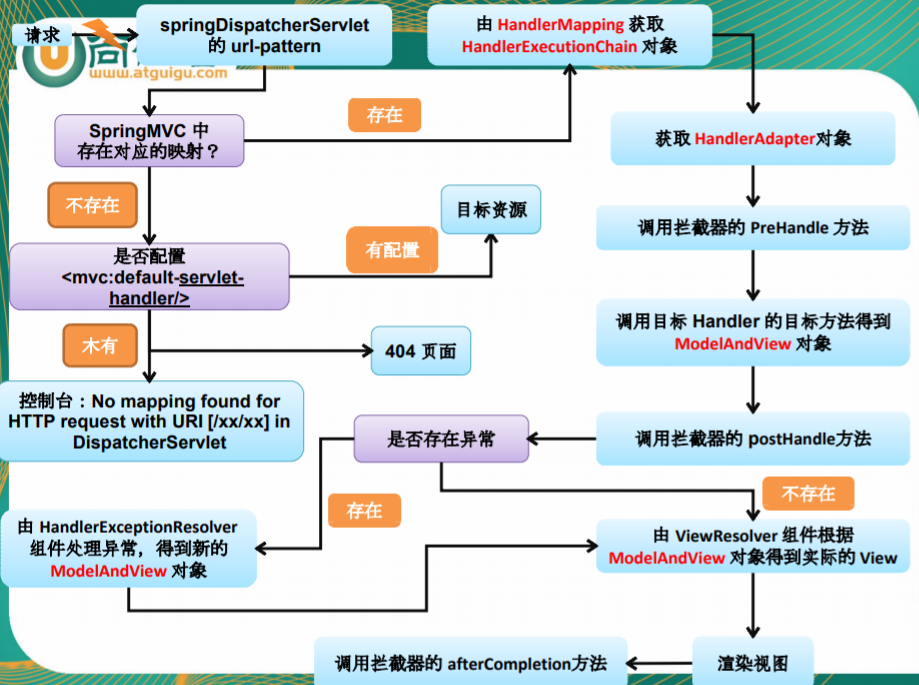 请求
springDispatcherServlet
的 url-pattern
由 HandlerMapping 获取
HandlerExecutionChain 对象
www.atguigu.com
存在
SpringMVC 中
存在对应的映射？
获取 HandlerAdapter对象
不存在
目标资源
调用拦截器的 PreHandle 方法
是否配置
<mvc:default-servlet-
handler/>
有配置
调用目标 Handler 的目标方法得到
ModelAndView 对象
木有
404 页面
控制台：No mapping found for
HTTP request with URI [/xx/xx] in
DispatcherServlet
是否存在异常
调用拦截器的 postHandle方法
存在
不存在
由 HandlerExceptionResolver
组件处理异常，得到新的
ModelAndView 对象
由 ViewResolver 组件根据
ModelAndView 对象得到实际的 View
调用拦截器的 afterCompletion方法
渲染视图